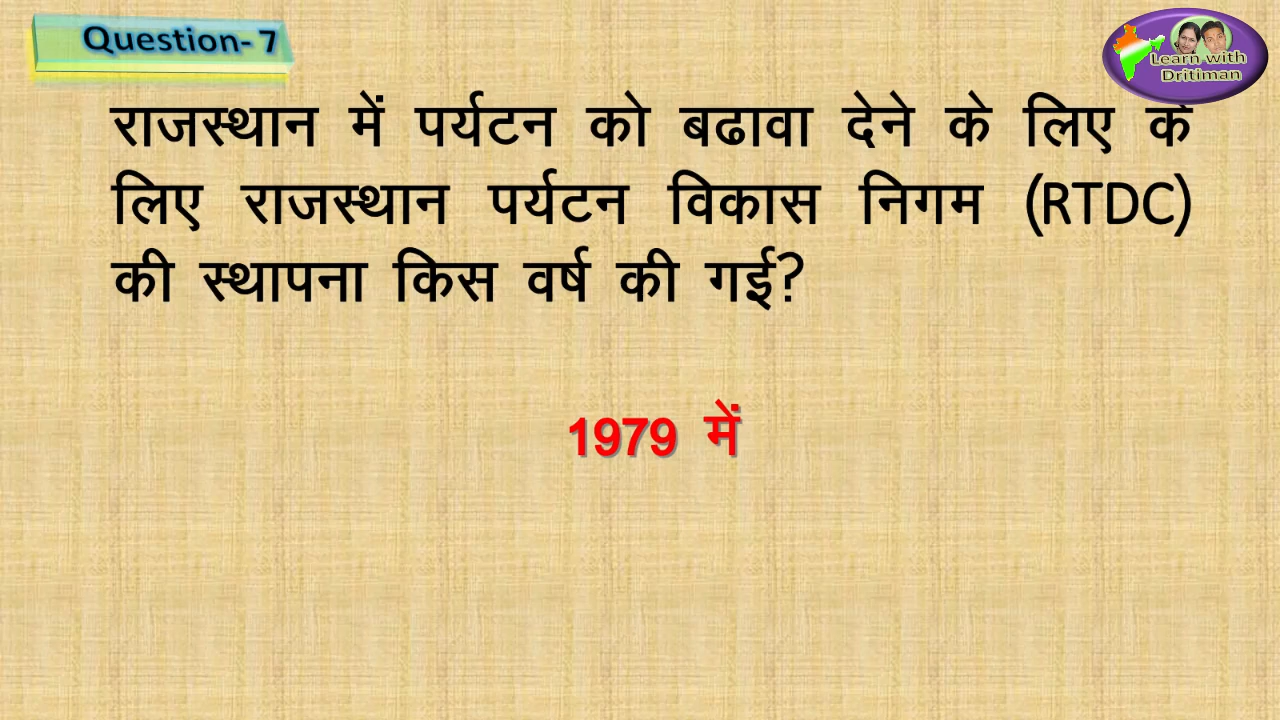 Question- 7
Learn with
Dritiman
राजस्थान में पर्यटन को बढावा देने के लिए के
लिए राजस्थान पर्यटन विकास निगम (RTDC)
की स्थापना किस वर्ष की गई?
1979 में